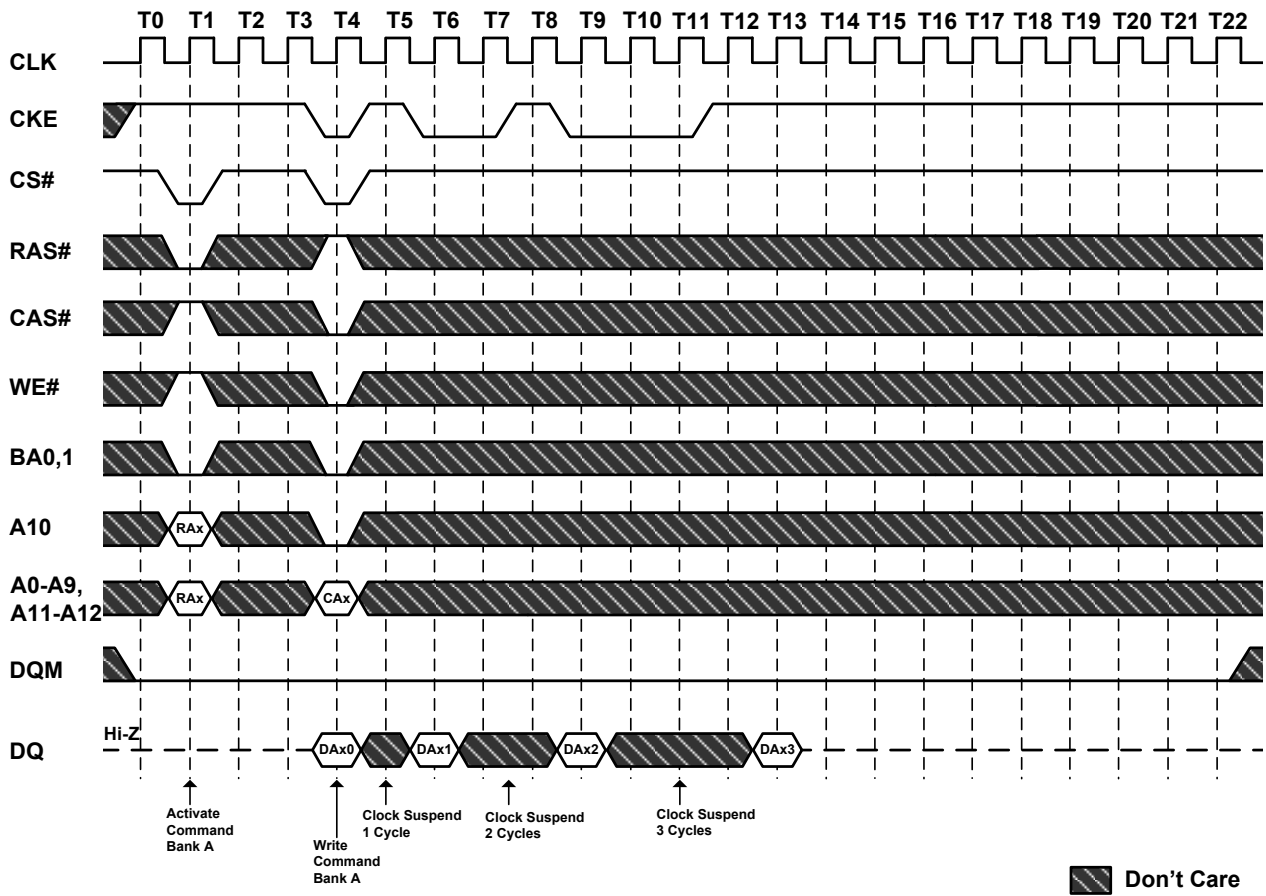 T0 T1 T2 T3 T4 T5 T6 T7 T8 T9 T10 T11 T12 T13 T14 T15 T16 T17 T18 T19 T20 T21 T22
CLK
CKE
CS#
RAS#
CAS#
WE#
BA0,1
A10
RAx
A0-A9,
A11-A12
RAx
CAx
DQM
DQ
Hi-Z
DAx0
DAx1
DAx2
DAx3
Activate
Command
Bank A
Write
Command
Bank A
Clock Suspend
1 Cycle
Clock Suspend
2 Cycles
Clock Suspend
3 Cycles
Don't Care